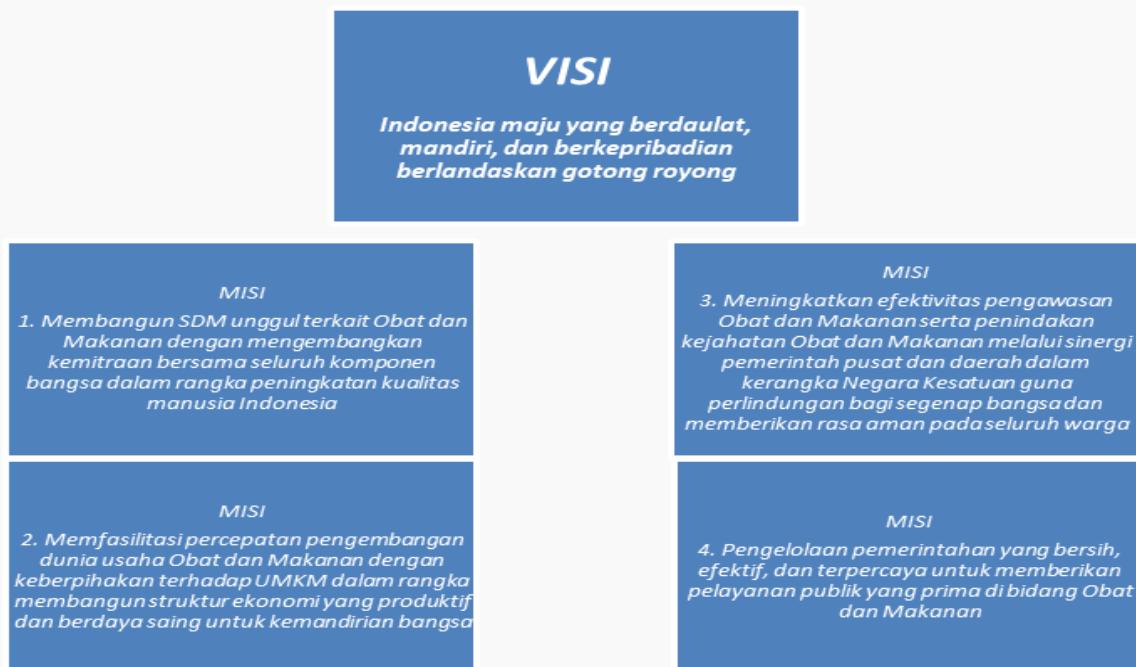 VISI
Indonesia maju yang berdaulat,
mandiri, dan berkepribadian
berlandaskan gotong royong
MISI
1. Membangun SDM unggul terkait Obat dan
Makanan dengan mengembangkan
kemitraan bersama seluruh komponen
bangsa dalam rangka peningkatan kualitas
manusia Indonesia
MISI
2. Memfasilitasi percepatan pengembangan
dunia usaha Obat dan Makanan dengan
keberpihakan terhadap UMKM dalam rangka
membangun struktur ekonomi yang produktif
dan berdaya saing untuk kemandirian bangsa
MISI
3. Meningkatkan efektivitas pengawasan
Obat dan Makanan serta penindakan
kejahatan Obat dan Makanan melalui sinergi
pemerintah pusat dan daerah dalam
kerangka Negara Kesatuan guna
perlindungan bagi segenap bangsa dan
memberikan rasa aman pada seluruh warga
MISI
4. Pengelolaan pemerintahan yang bersih,
efektif, dan terpercaya untuk memberikan
pelayanan publik yang prima di bidang Obat
dan Makanan